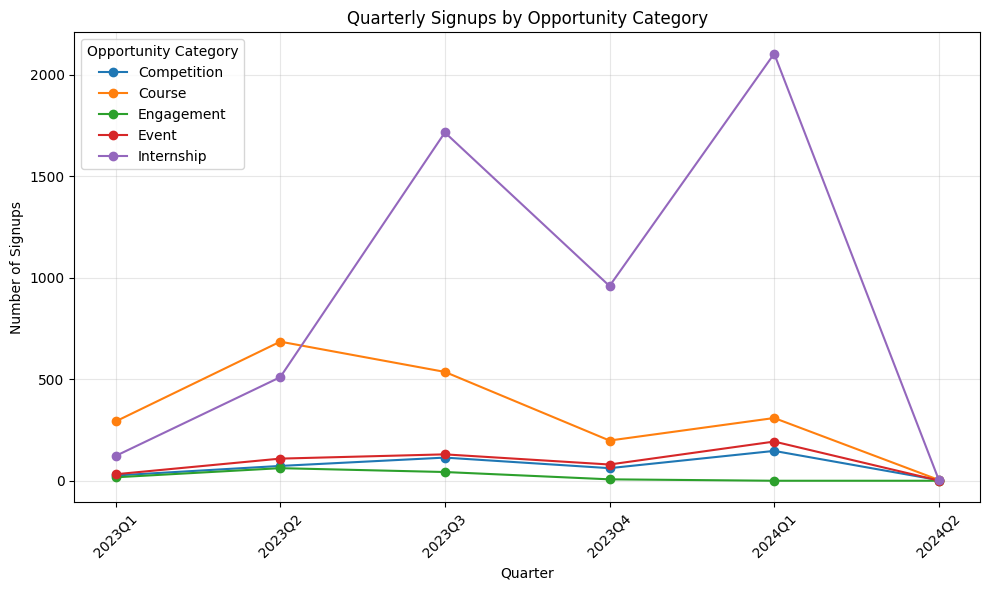 Quarterly Signups by Opportunity Category
Opportunity Category
Competition
Course
Engagement
Event
Internship
Number of Signups
2000
1500
1000
500
0
2023Q1
2023Q2
2023Q3
2023Q4
2024Q1
2024Q2
Quarter